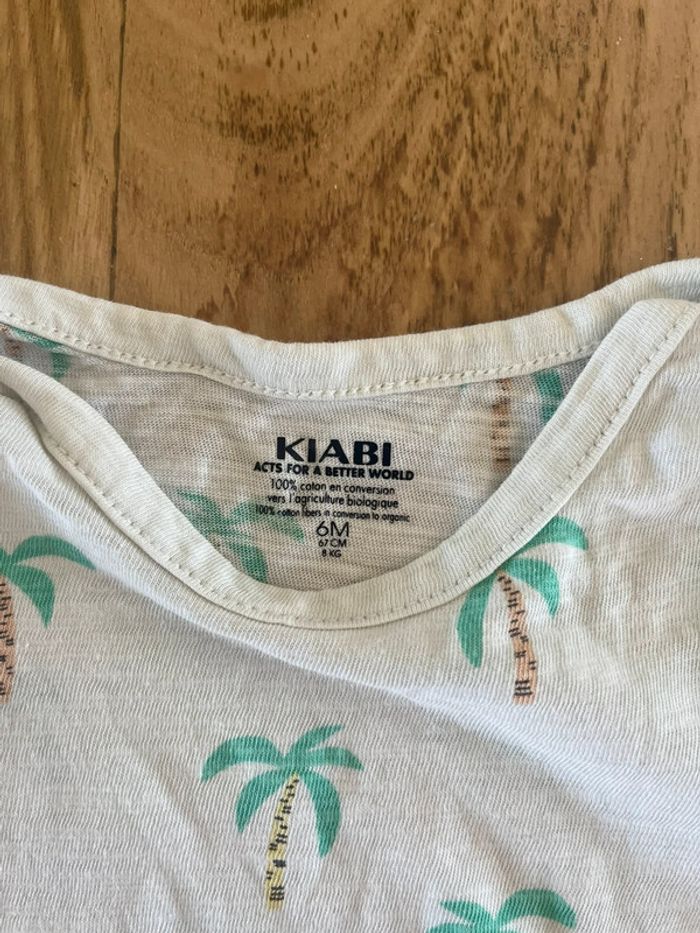 KIABI
ACTS FOR A BETTER WORLD
100% coton en conversion
vers l'agriculture biologique
100% cotton fibers in conversion to organic
6M
67 CM
8 KG